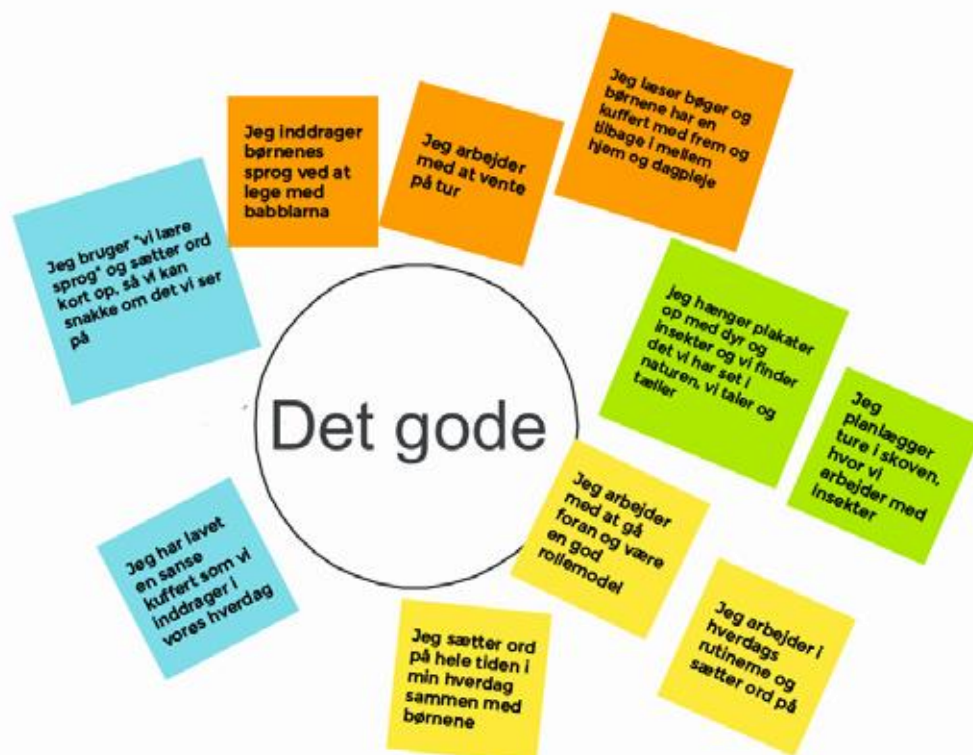 Jeg læser bøger og
børnene har en
kuffert med frem og
tilbage i mellem
hjem og dagpleje
Jeg inddrager
børnenes
sprog ved at
lege med
babblarna
Jeg arbejder
med at vente
på tur
Jeg bruger "vi lære
sprog" og sætter ord
kort op, så vi kan
snakke om det vi ser
på
jeg hænger plakater
op med dyr og
insekter og vi finder
det vi har set i
naturen, vi taler og
tæller
Jeg
planlægger
ture i skoven,
hvor vi
arbejder med
insekter
Det gode
Jeg arbejder
med at gå
foran og være
en god
rollemodel
Jeg har lavet
en sanse
kuffert som vi
inddrager i
vores hverdag
Jeg sætter ord
på hele tiden i
min hverdag
sammen med
børnene
Jeg arbejder i
hverdags
rutinerne og
sætter ord på